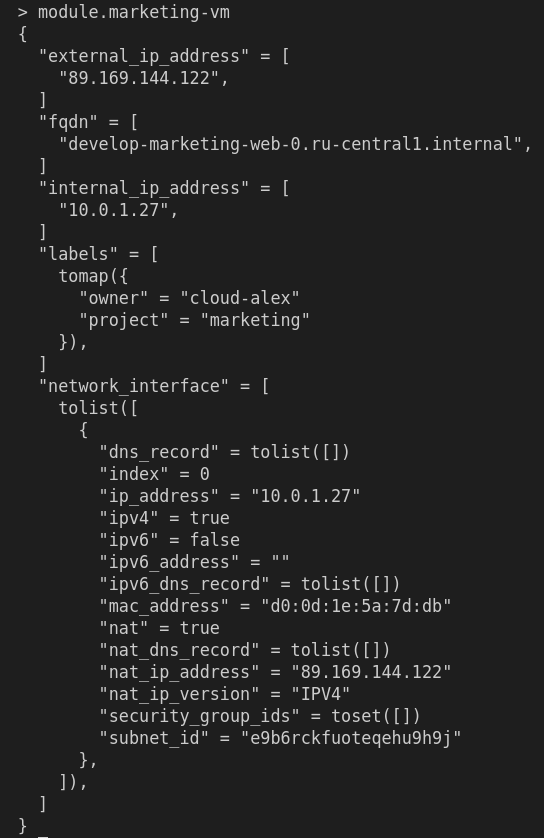 > module.marketing-vm
{
  "external_ip_address" = [
    "89.169.144.122",
  ]
  "fqdn" = [
    "develop-marketing-web-0.ru-central1.internal",
  ]
  "internal_ip_address" = [
    "10.0.1.27",
  ]
  "labels" = [
    tomap({
      "owner" = "cloud-alex"
      "project" = "marketing"
    }),
  ]
  "network_interface" = [
    tolist([
      {
        "dns_record" = tolist([])
        "index" = 0
        "ip_address" = "10.0.1.27"
        "ipv4" = true
        "ipv6" = false
        "ipv6_address" = ""
        "ipv6_dns_record" = tolist([])
        "mac_address" = "d0:0d:1e:5a:7d:db"
        "nat" = true
        "nat_dns_record" = tolist([])
        "nat_ip_address" = "89.169.144.122"
        "nat_ip_version" = "IPV4"
        "security_group_ids" = toset([])
        "subnet_id" = "e9b6rckfuoteqehu9h9j"
      },
    ]),
  ]
}